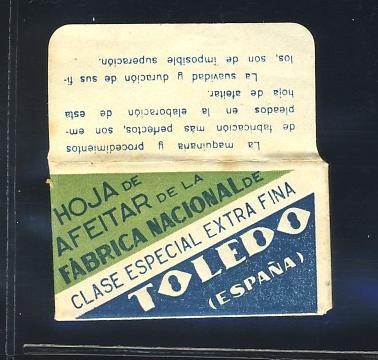 La maquinaria y procedimientos
de fabricación más perfectos, son em-
pleados en la elaboración de esta
hoja de afeitar.
La suavidad y duración de sus fi-
los, son de imposible superación.
HOJA DE
AFEITAR DE LA
FÁBRICA NACIONAL DE
CLASE ESPECIAL EXTRA FINA
TOLEDO
(ESPAÑA)